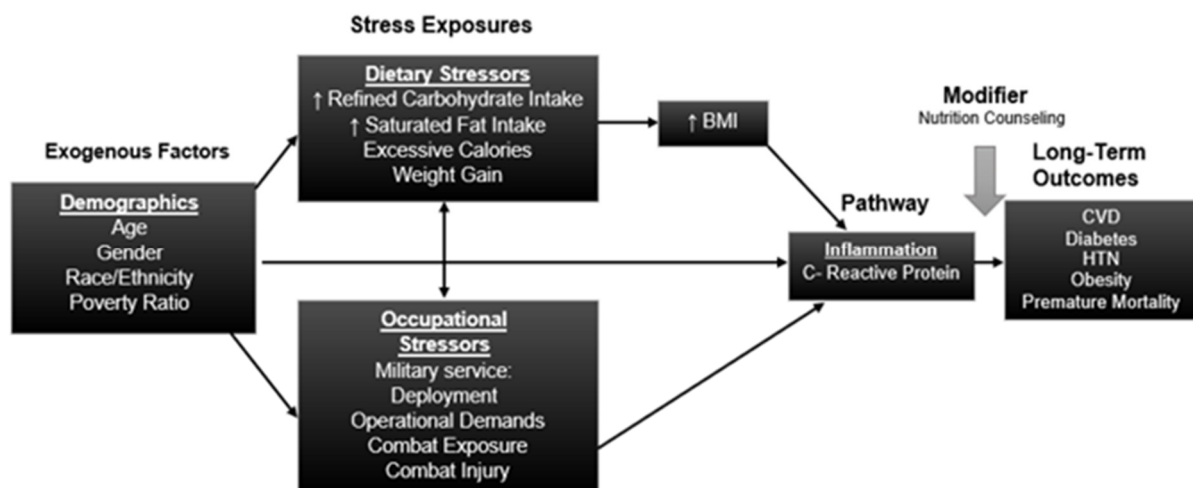 Stress Exposures
Dietary Stressors
↑ Refined Carbohydrate Intake
↑ Saturated Fat Intake
Excessive Calories
Weight Gain
↑ BMI
Modifier
Nutrition Counseling
Exogenous Factors
Demographics
Age
Gender
Race/Ethnicity
Poverty Ratio
Pathway
Inflammation
C- Reactive Protein
Long-Term
Outcomes
CVD
Diabetes
HTN
Obesity
Premature Mortality
Occupational
Stressors
Military service:
Deployment
Operational Demands
Combat Exposure
Combat Injury